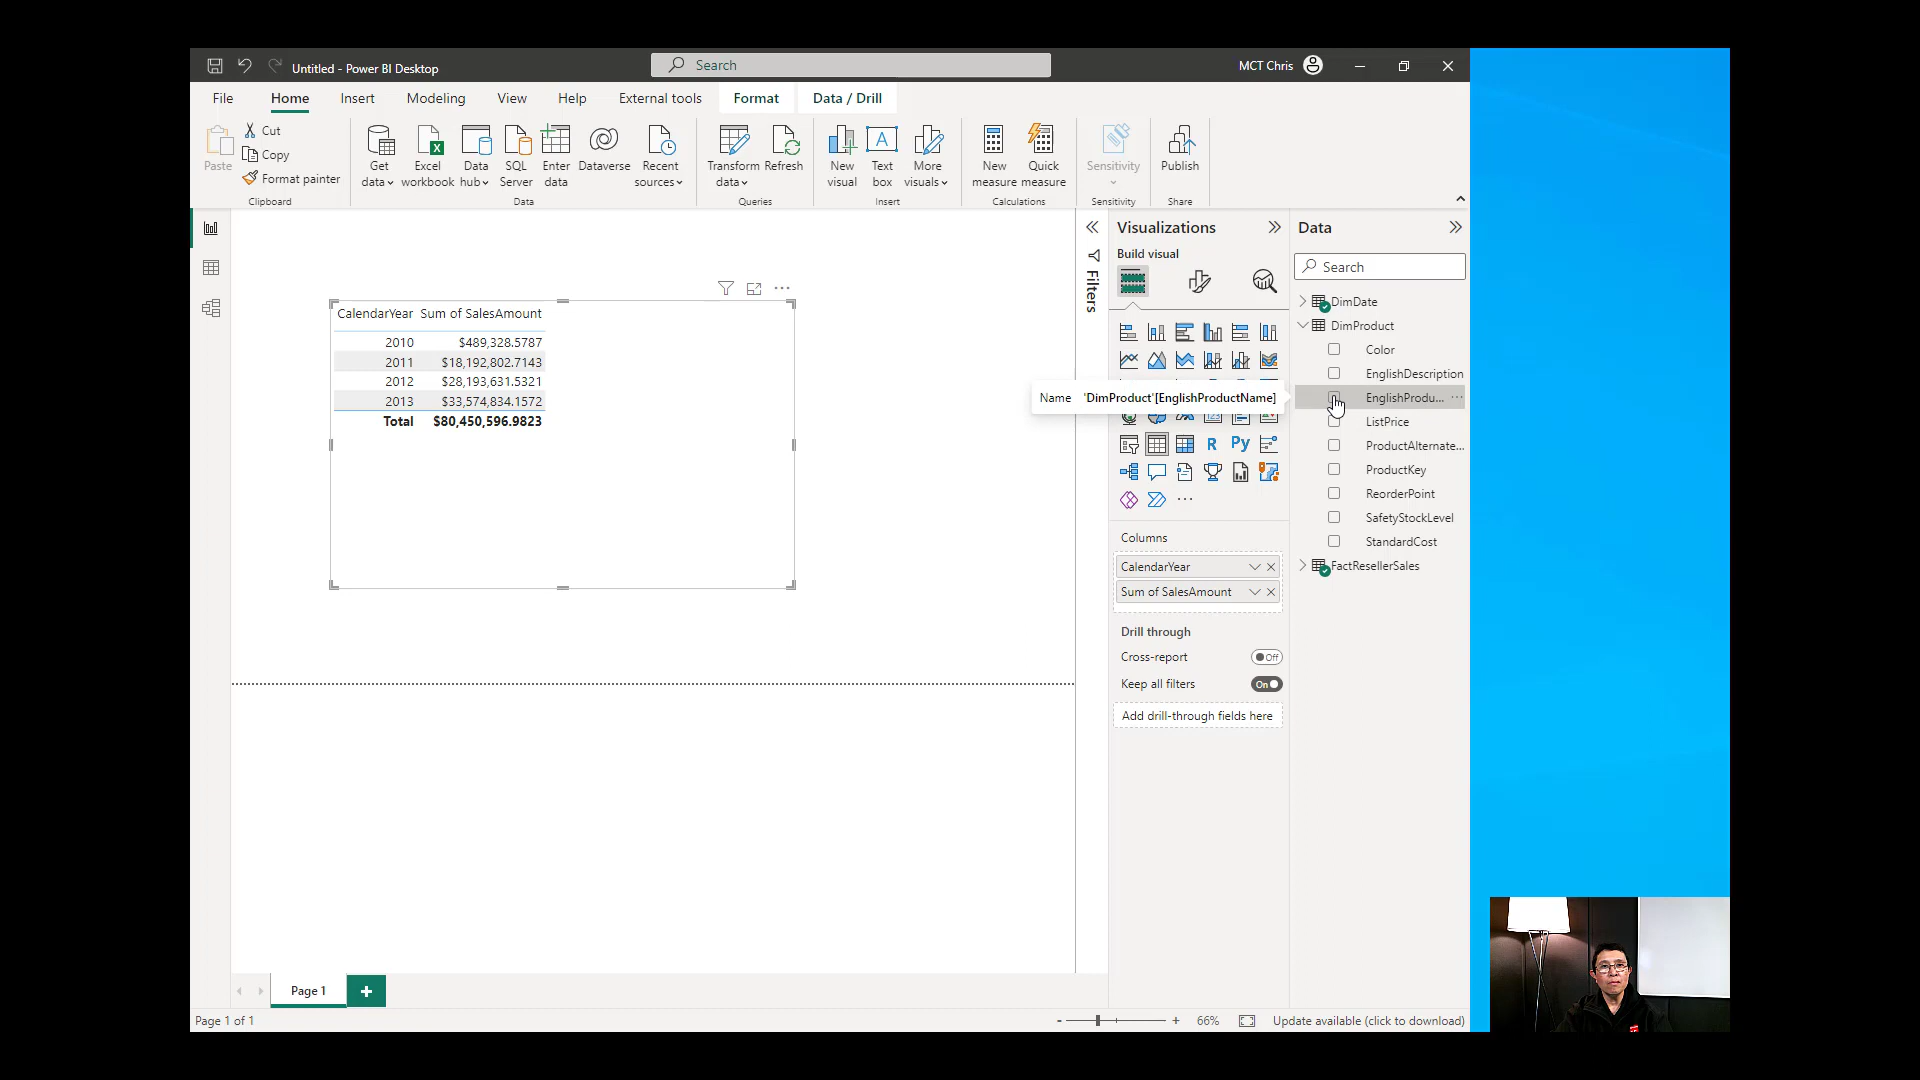 Untitled - Power BI Desktop
Search
MCT Chris
File
Home
Insert
Modeling
View
Help
External tools
Format
Data / Drill
Paste
Cut
Copy
Format painter
Clipboard
Get data
Excel workbook
Data hub
SQL Server
Enter data
Dataverse
Recent sources
Data
Transform data
Refresh
Queries
New visual
Text box
More visuals
Insert
New measure
Quick measure
Calculations
Sensitivity
Sensitivity
Publish
Share
CalendarYear Sum of SalesAmount
2010 $489,328.5787
2011 $18,192,802.7143
2012 $28,193,631.5321
2013 $33,574,834.1572
Total $80,450,596.9823
Filters
Visualizations
Build visual
Name 'DimProduct'[EnglishProductName]
R
Py
123
Columns
CalendarYear
Sum of SalesAmount
Drill through
Cross-report
Off
Keep all filters
On
Add drill-through fields here
Data
Search
DimDate
DimProduct
Color
EnglishDescription
EnglishProdu...
ListPrice
ProductAlternate...
ProductKey
ReorderPoint
SafetyStockLevel
StandardCost
FactResellerSales
Page 1
Page 1 of 1
66%
Update available (click to download)